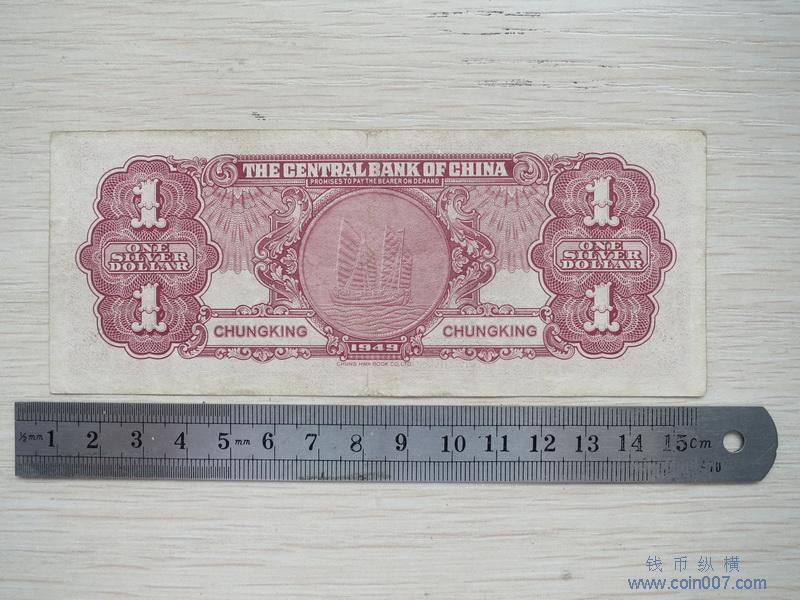 THE CENTRAL BANK OF CHINA
PROMISES TO PAY THE BEARER ON DEMAND
1
1
ONE
SILVER
DOLLAR
ONE
SILVER
DOLLAR
1
1
CHUNGKING
CHUNGKING
1949
CHUNG HWA BOOK CO. LTD.
½mm 1 2 3 4 5 mm 6 7 8 9 10 11 12 13 14 15cm
钱币纵横
www.coin007.com